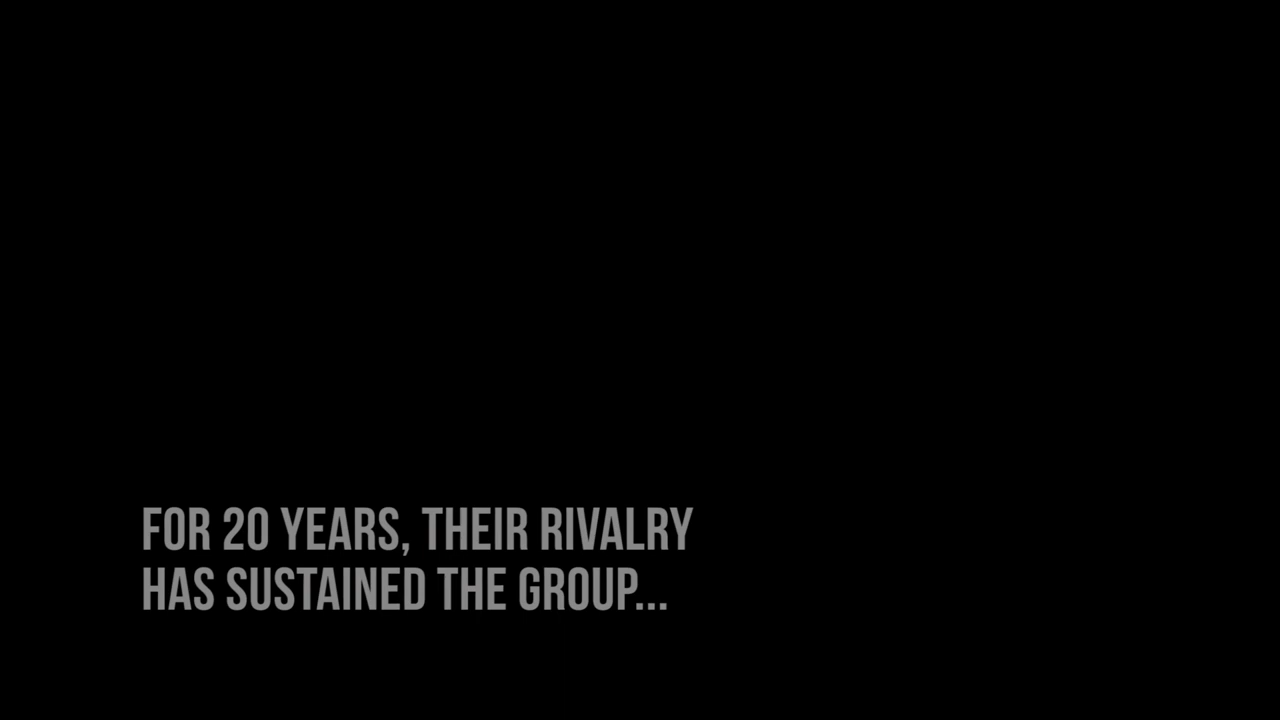 FOR 20 YEARS, THEIR RIVALRY
HAS SUSTAINED THE GROUP...